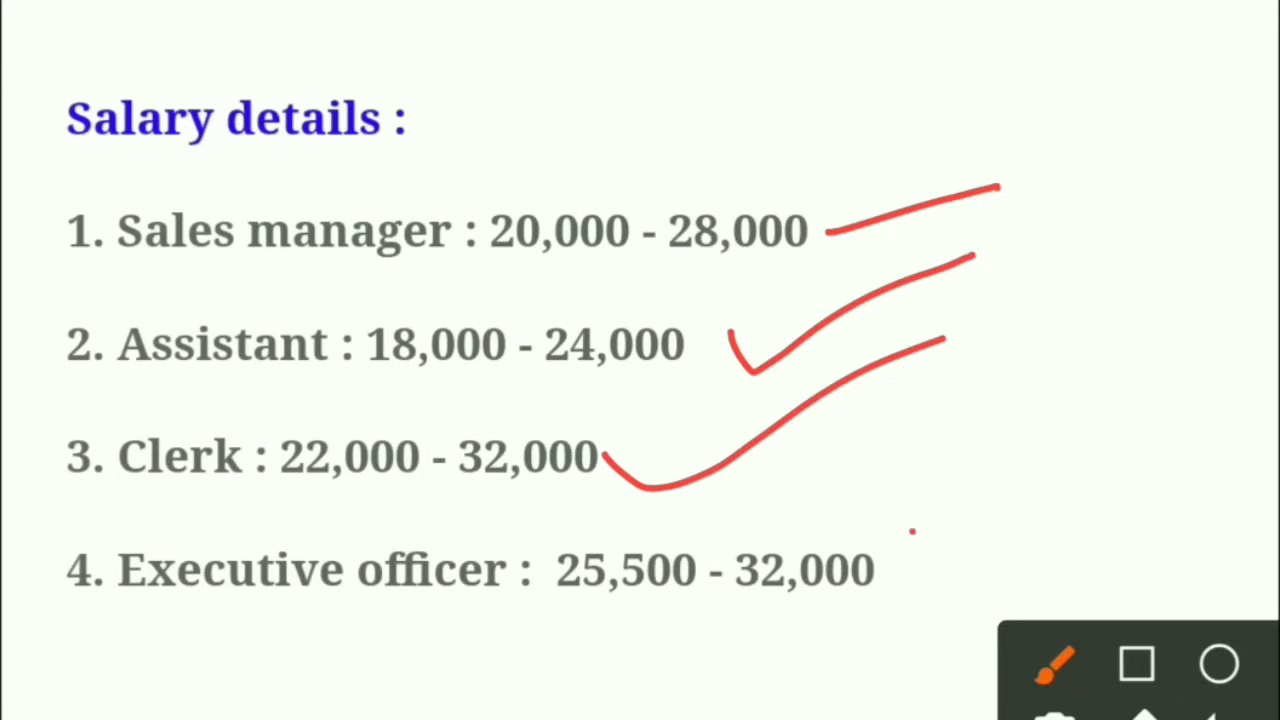 Salary details :
1. Sales manager : 20,000 - 28,000
2. Assistant : 18,000 - 24,000
3. Clerk : 22,000 - 32,000
4. Executive officer :  25,500 - 32,000